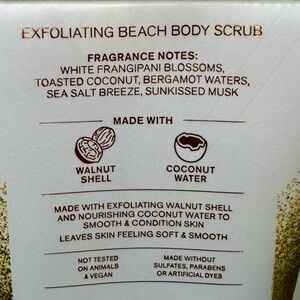 EXFOLIATING BEACH BODY SCRUB
FRAGRANCE NOTES:
WHITE FRANGIPANI BLOSSOMS,
TOASTED COCONUT, BERGAMOT WATERS,
SEA SALT BREEZE, SUNKISSED MUSK
MADE WITH
WALNUT
SHELL
COCONUT
WATER
MADE WITH EXFOLIATING WALNUT SHELL
AND NOURISHING COCONUT WATER TO
SMOOTH & CONDITION SKIN
LEAVES SKIN FEELING SOFT & SMOOTH
NOT TESTED
ON ANIMALS
& VEGAN
MADE WITHOUT
SULFATES, PARABENS
OR ARTIFICIAL DYES